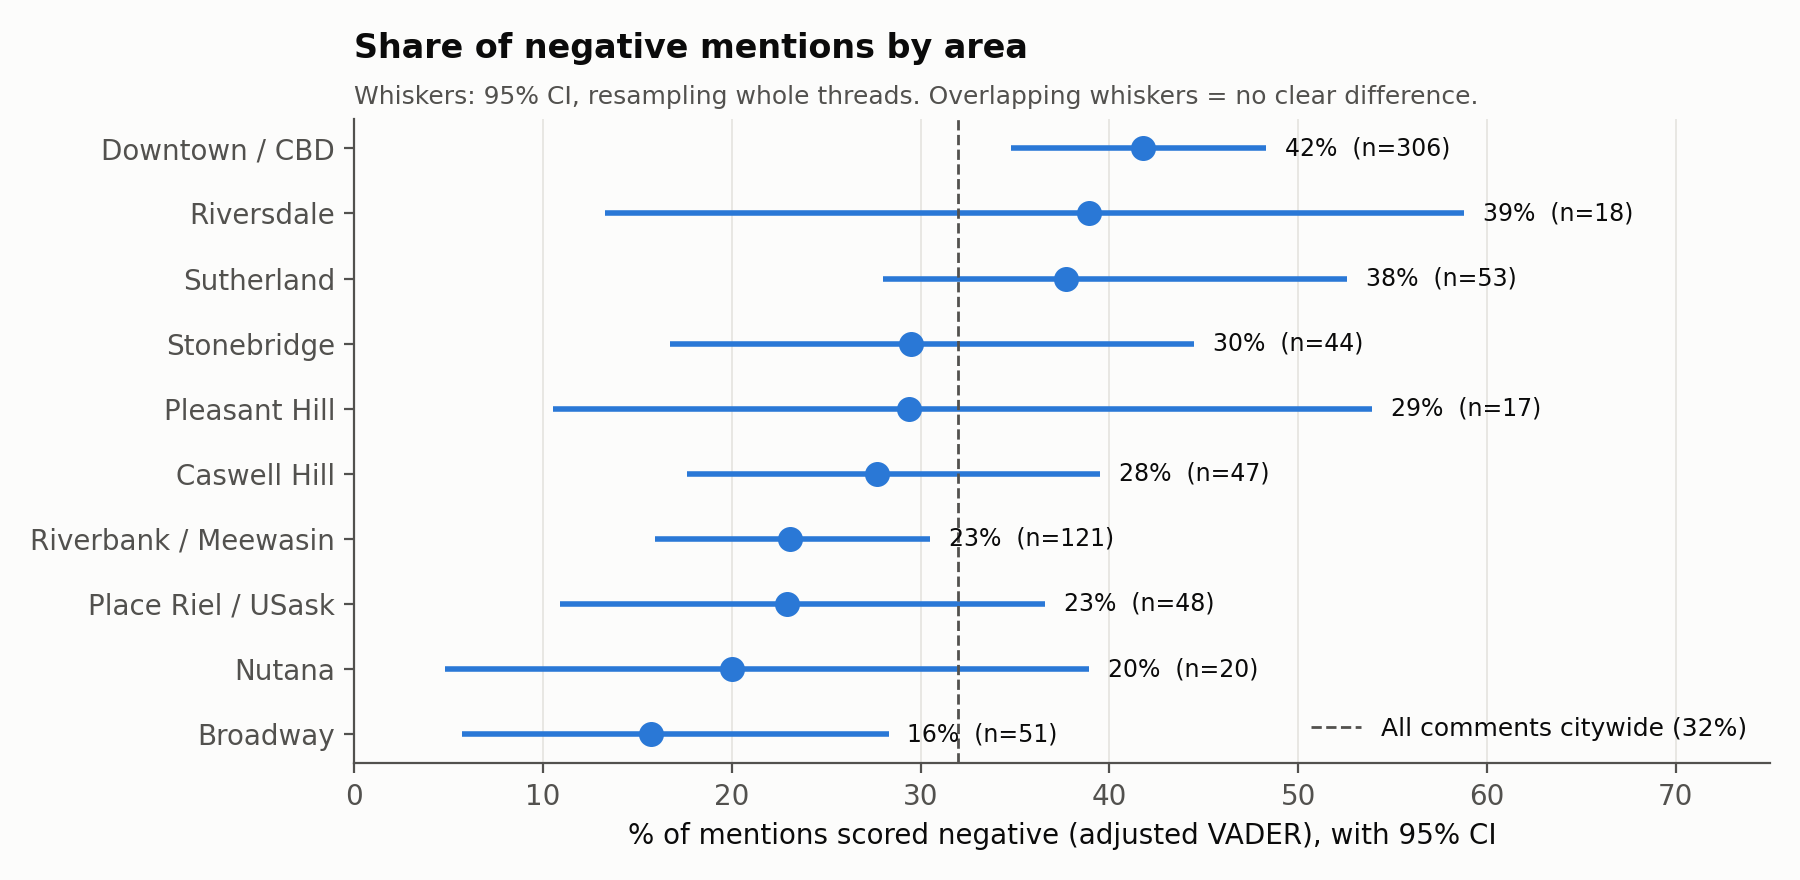 Share of negative mentions by area
Whiskers: 95% CI, resampling whole threads. Overlapping whiskers = no clear difference.
Downtown / CBD 42% (n=306)
Riversdale 39% (n=18)
Sutherland 38% (n=53)
Stonebridge 30% (n=44)
Pleasant Hill 29% (n=17)
Caswell Hill 28% (n=47)
Riverbank / Meewasin 23% (n=121)
Place Riel / USask 23% (n=48)
Nutana 20% (n=20)
Broadway 16% (n=51)
All comments citywide (32%)
0 10 20 30 40 50 60 70
% of mentions scored negative (adjusted VADER), with 95% CI